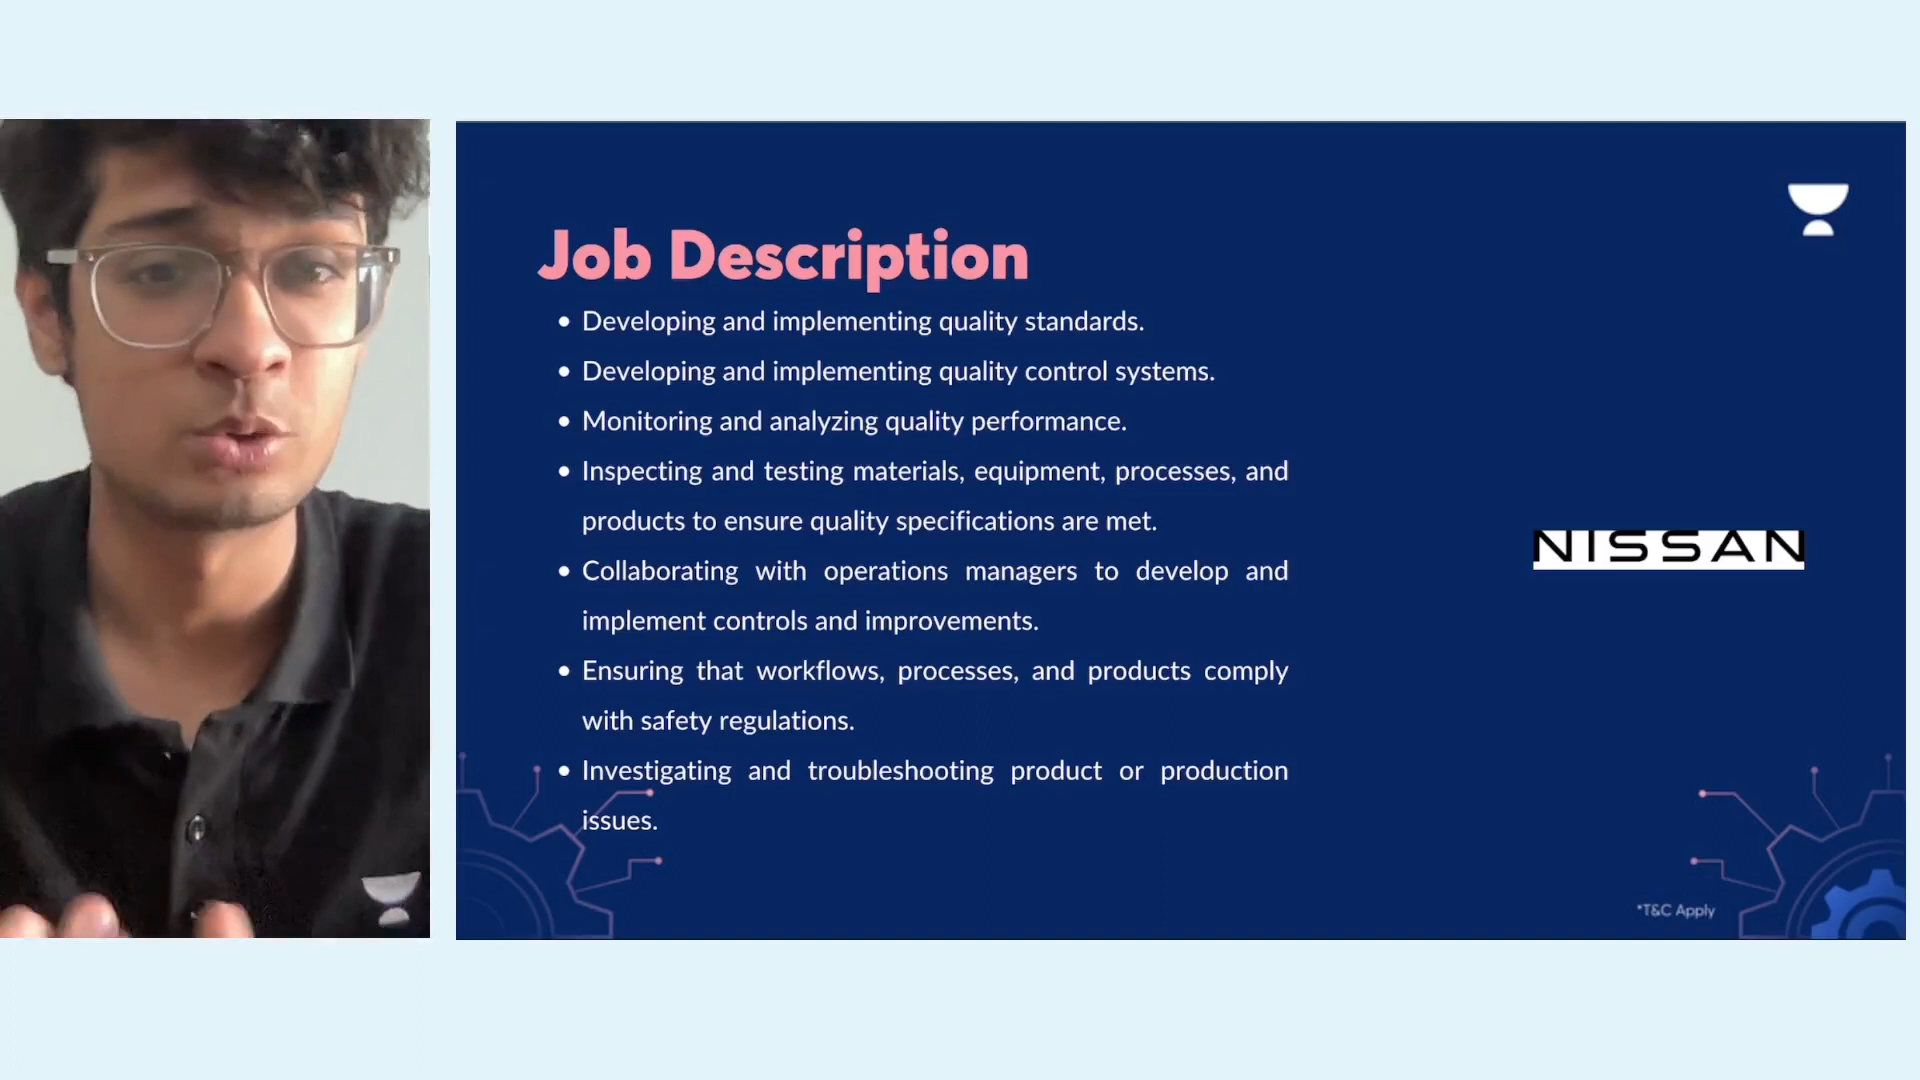 Job Description
Developing and implementing quality standards.
Developing and implementing quality control systems.
Monitoring and analyzing quality performance.
Inspecting and testing materials, equipment, processes, and
products to ensure quality specifications are met.
Collaborating with operations managers to develop and
implement controls and improvements.
Ensuring that workflows, processes, and products comply
with safety regulations.
Investigating and troubleshooting product or production
issues.
NISSAN
*T&C Apply